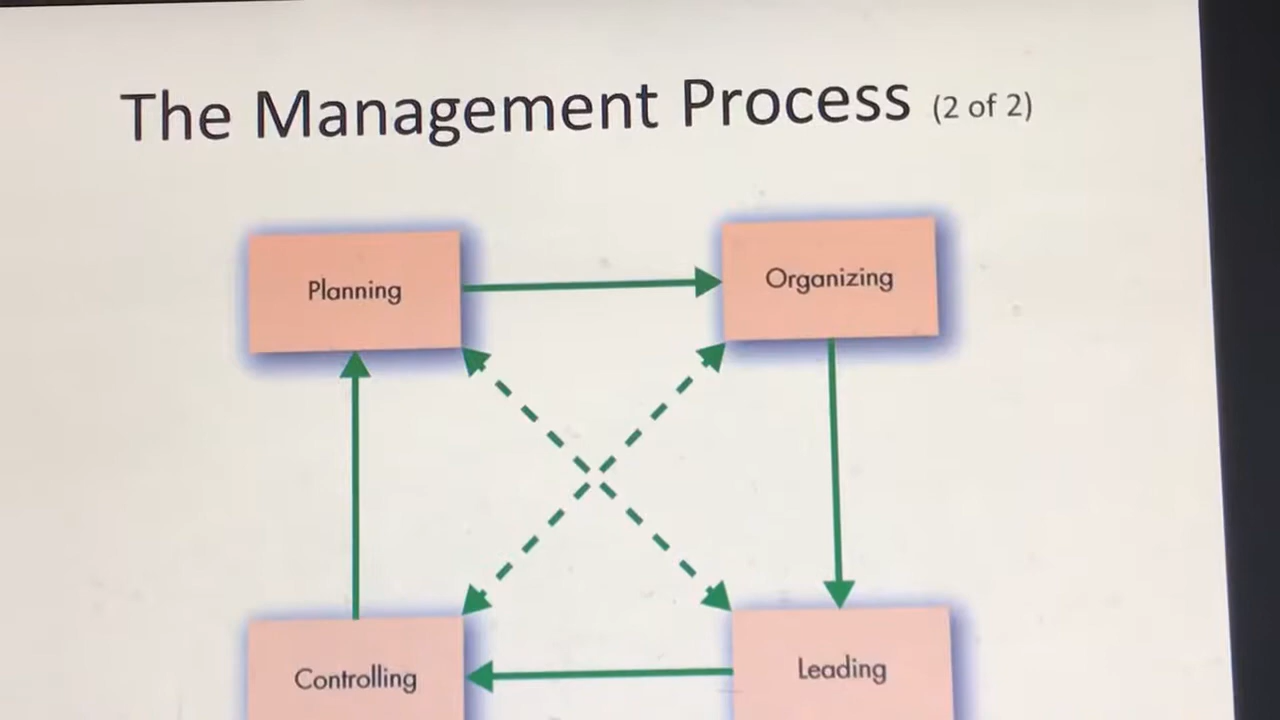 The Management Process (2 of 2)
Planning
Organizing
Controlling
Leading